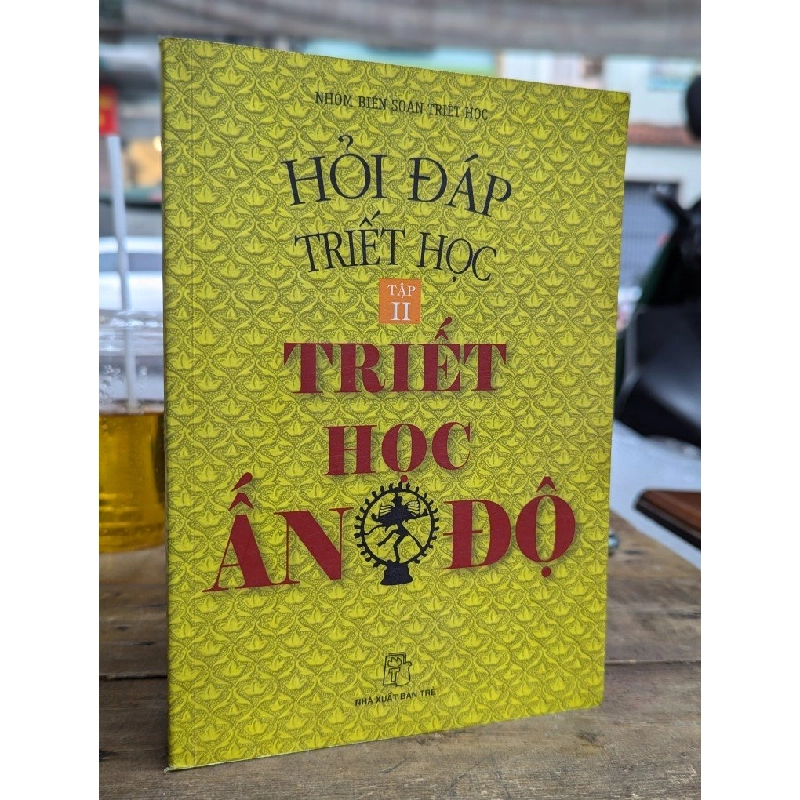 NHÓM BIÊN SOẠN TRIẾT HỌC
HỎI ĐÁP
TRIẾT HỌC
TẬP
II
TRIẾT
HỌC
ẤN ĐỘ
NHÀ XUẤT BẢN TRẺ